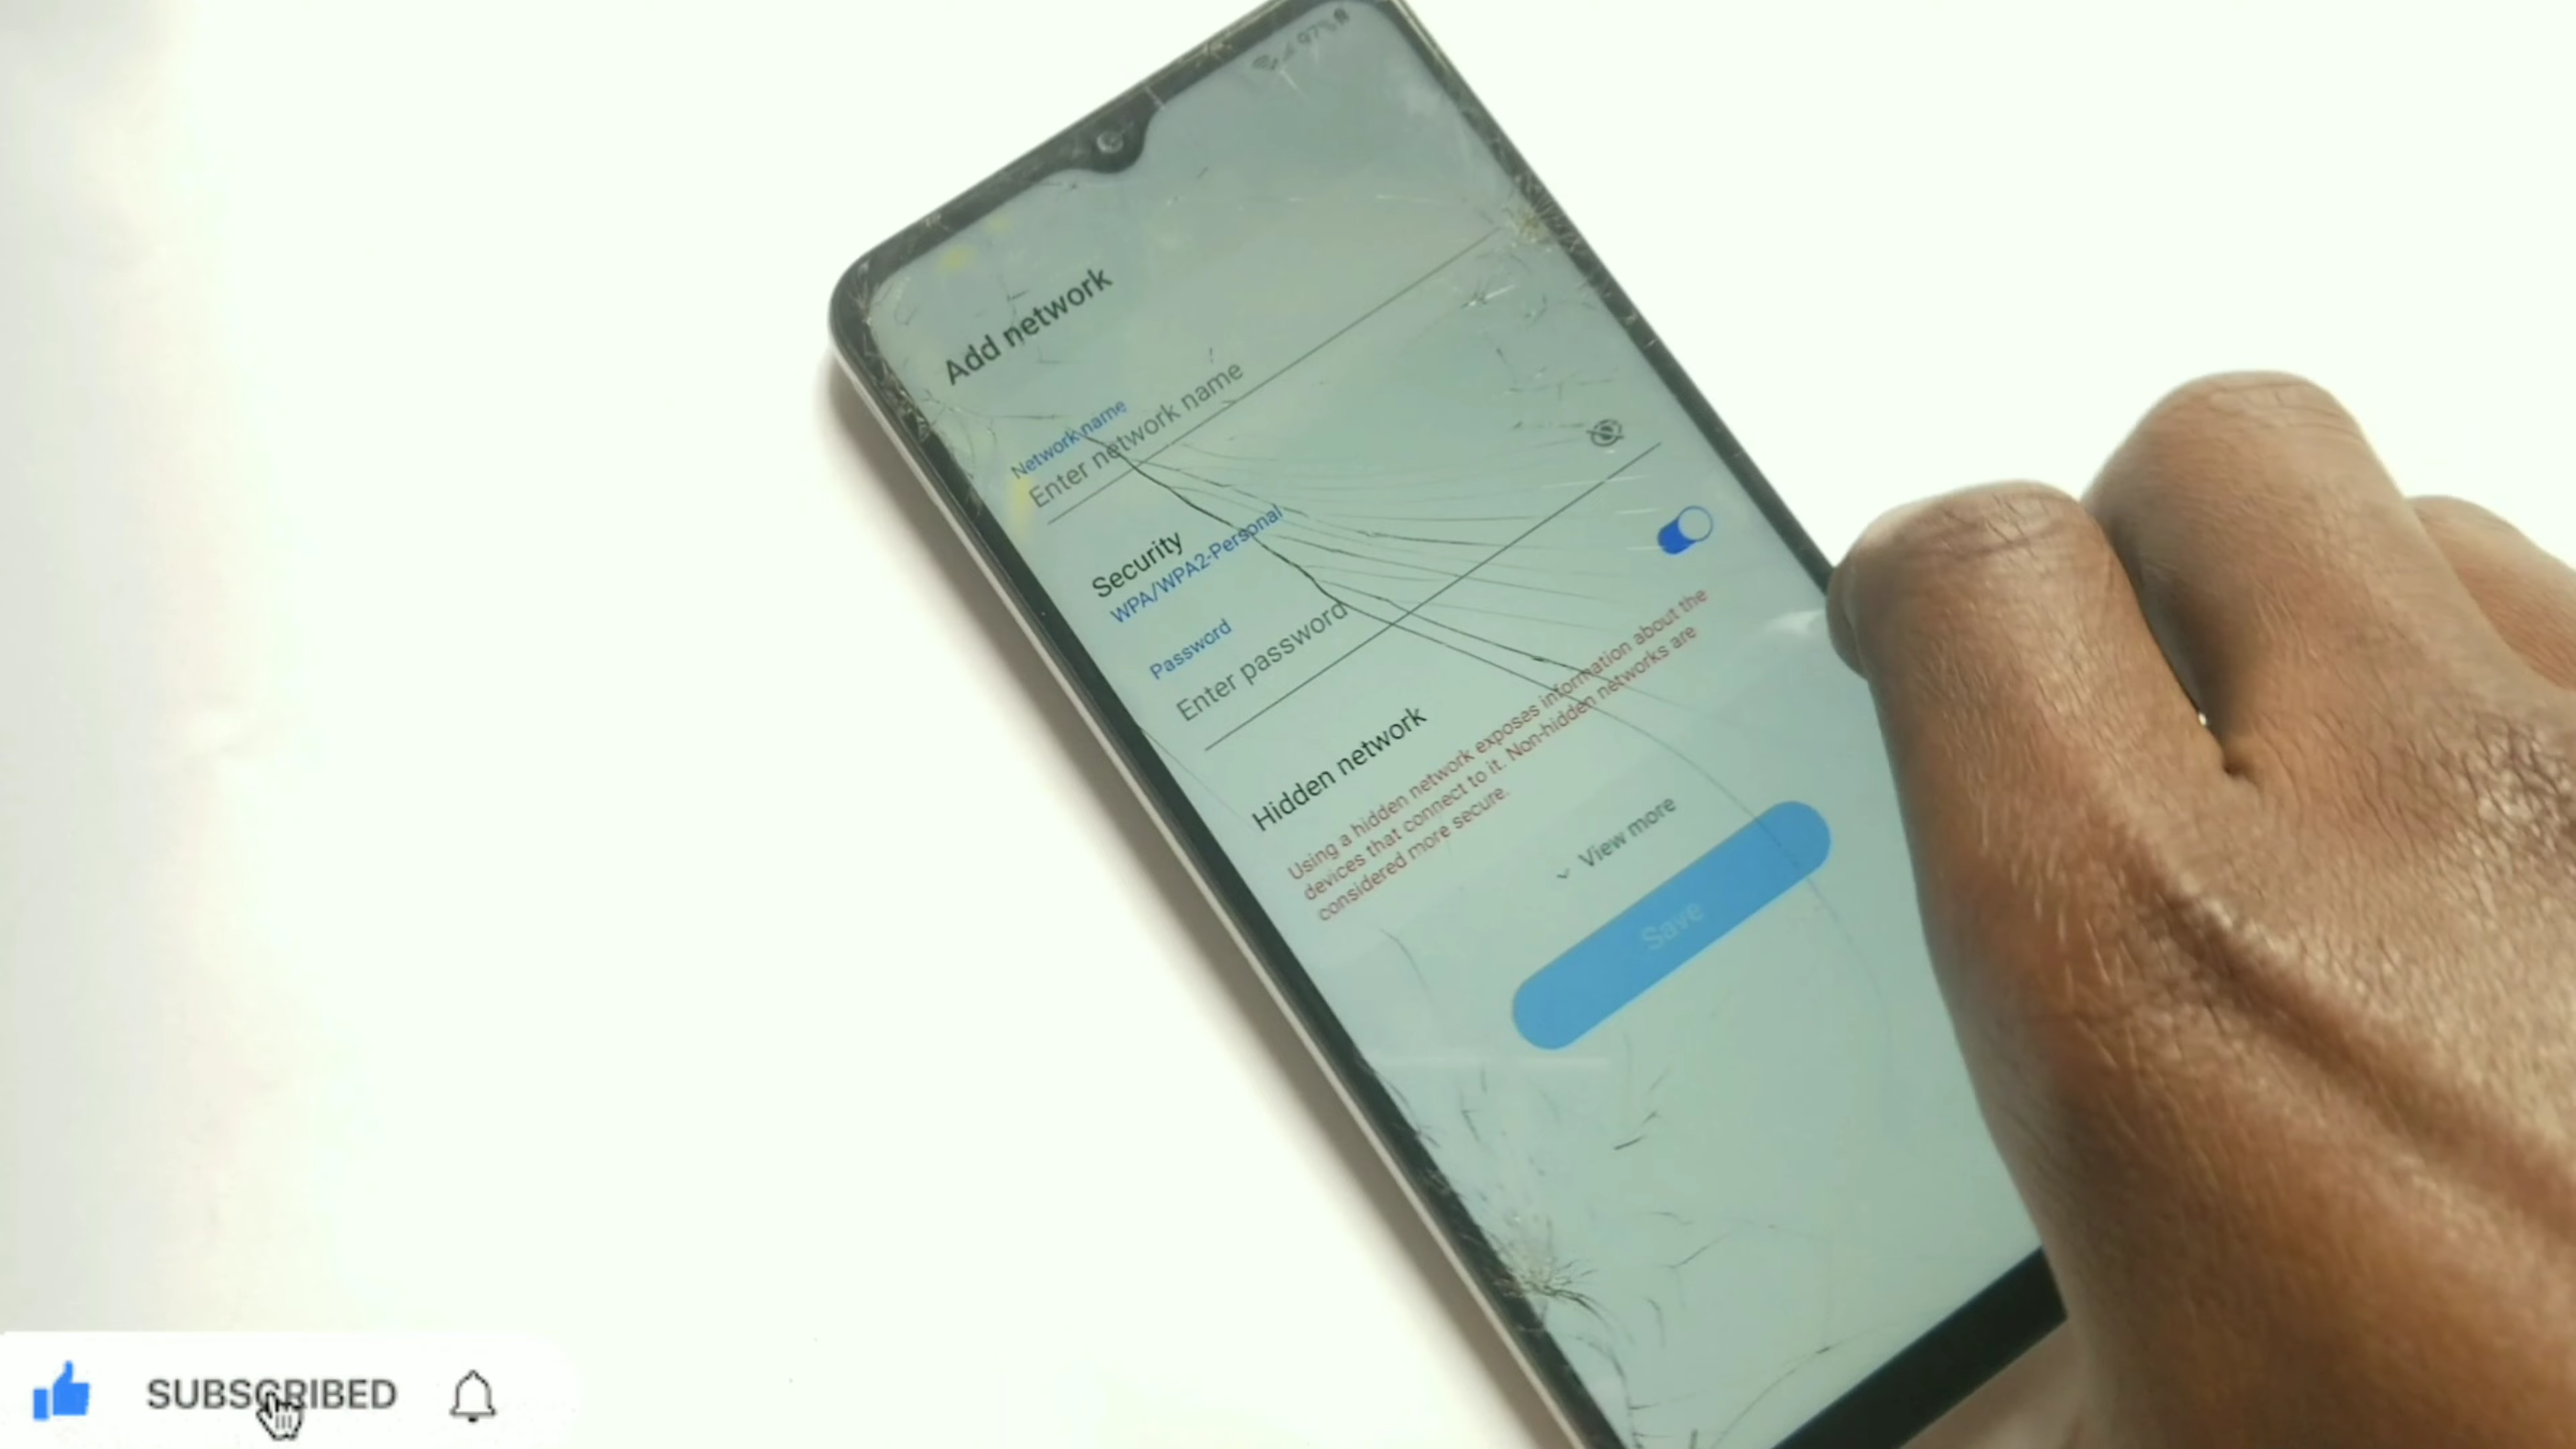 97%
Add network
Network name
Enter network name
Security
WPA/WPA2-Personal
Password
Enter password
Hidden network
Using a hidden network exposes information about the
devices that connect to it. Non-hidden networks are
considered more secure.
View more
Save
SUBSCRIBED